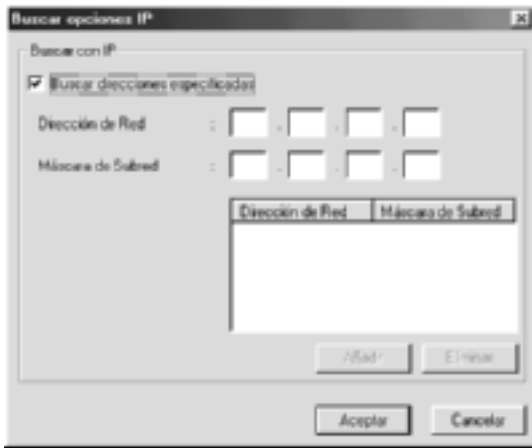 Buscar opciones IP
Buscar con IP
Buscar direcciones especificadas
Dirección de Red : . . .
Máscara de Subred : . . .
Dirección de Red Máscara de Subred
Añadir Eliminar
Aceptar Cancelar